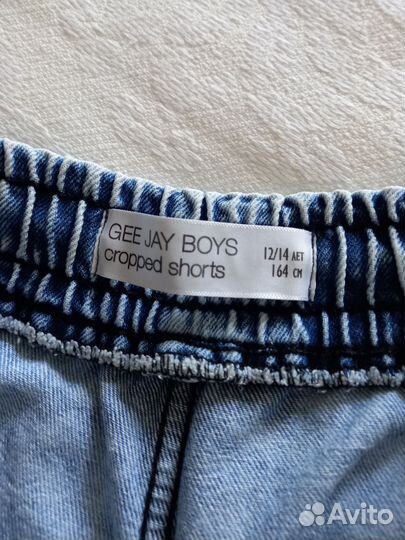 GEE JAY BOYS
cropped shorts
12/14 ЛЕТ
164 СМ
Avito